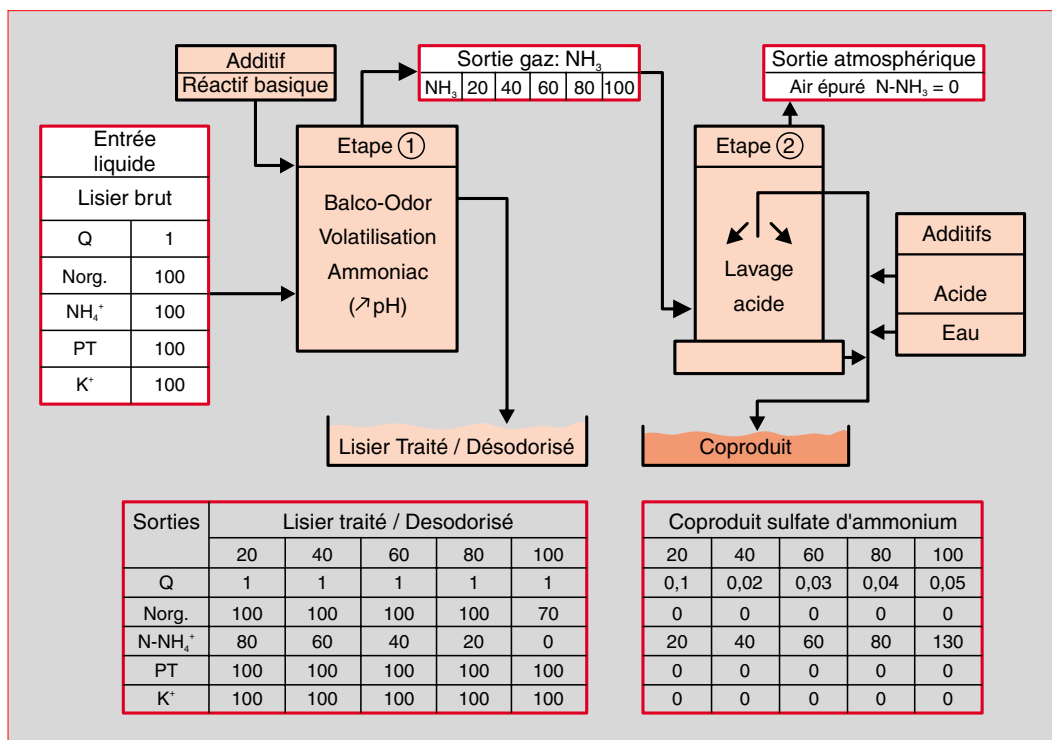 Additif
Réactif basique
Sortie gaz: NH₃
NH₃ 20 40 60 80 100
Sortie atmosphérique
Air épuré N-NH₃ = 0
Entrée
liquide
Lisier brut
Q 1
Norg. 100
NH₄⁺ 100
PT 100
K⁺ 100
Etape ①
Balco-Odor
Volatilisation
Ammoniac
(↗pH)
Etape ②
Lavage
acide
Additifs
Acide
Eau
Lisier Traité / Désodorisé
Coproduit
Sorties Lisier traité / Desodorisé
20 40 60 80 100
Q 1 1 1 1 1
Norg. 100 100 100 100 70
N-NH₄⁺ 80 60 40 20 0
PT 100 100 100 100 100
K⁺ 100 100 100 100 100
Coproduit sulfate d'ammonium
20 40 60 80 100
0,1 0,02 0,03 0,04 0,05
0 0 0 0 0
20 40 60 80 130
0 0 0 0 0
0 0 0 0 0